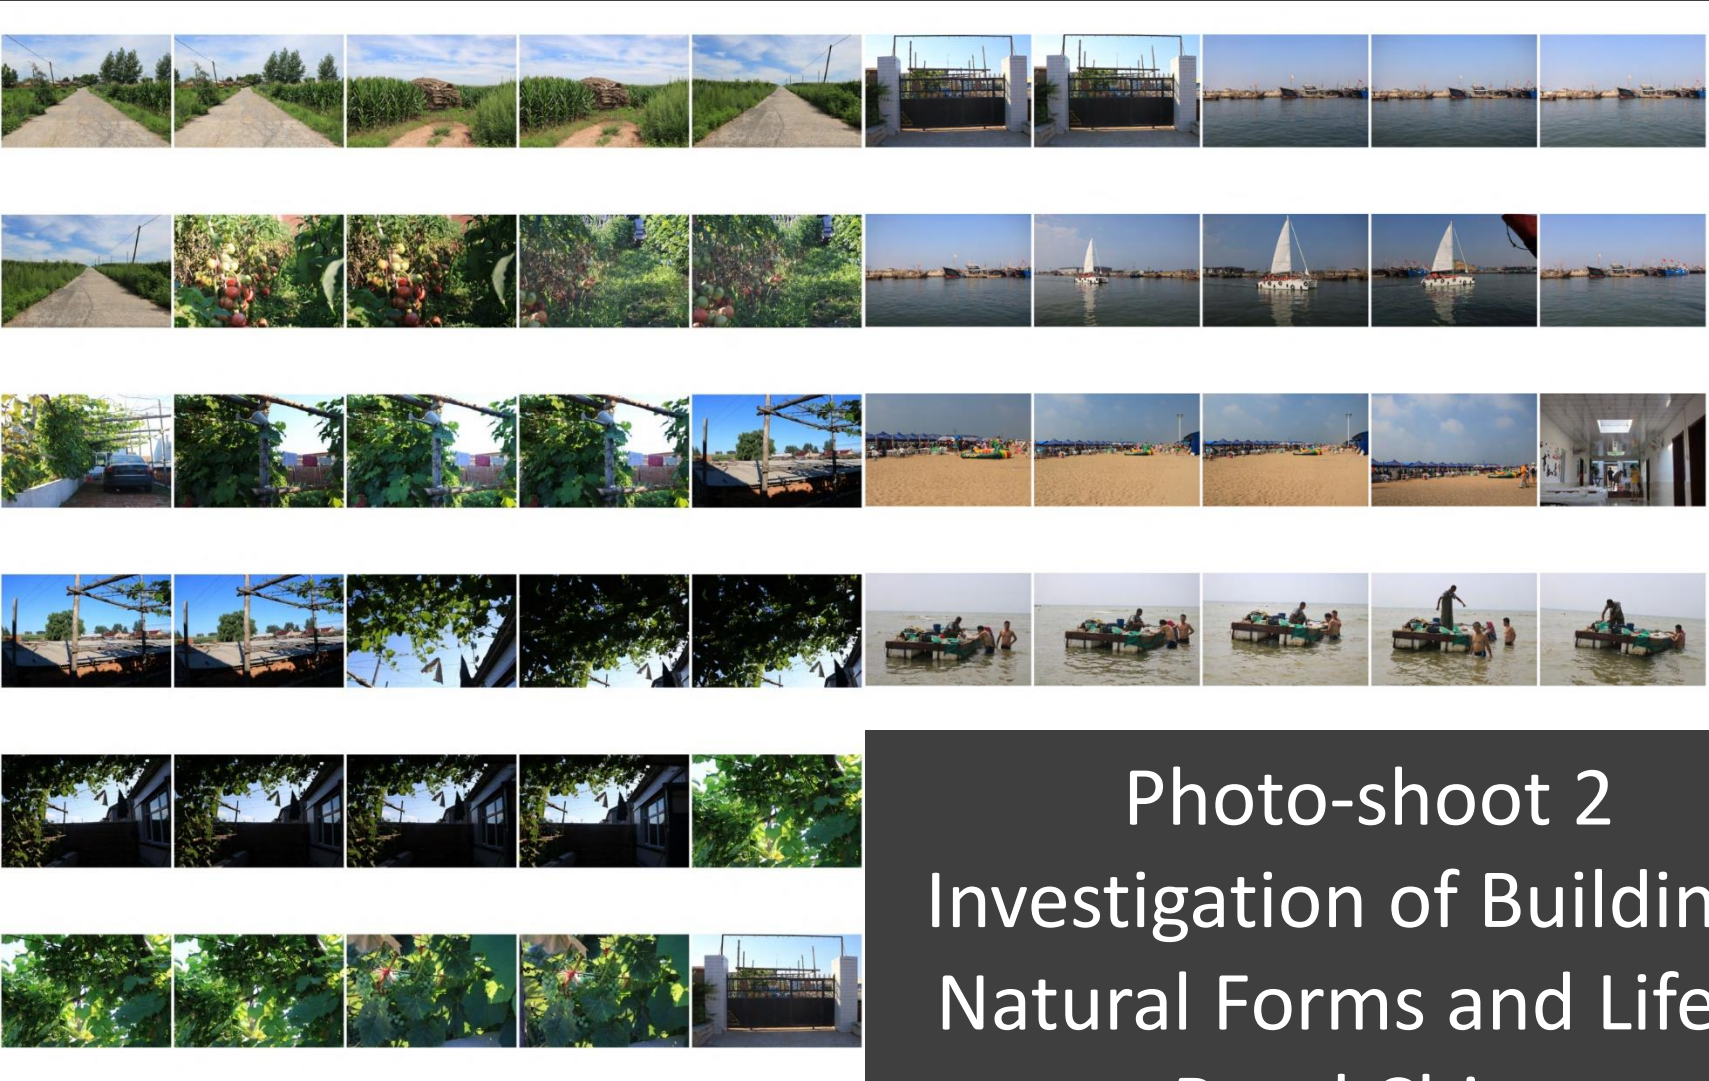 Photo-shoot 2
Investigation of Buildin
Natural Forms and Life